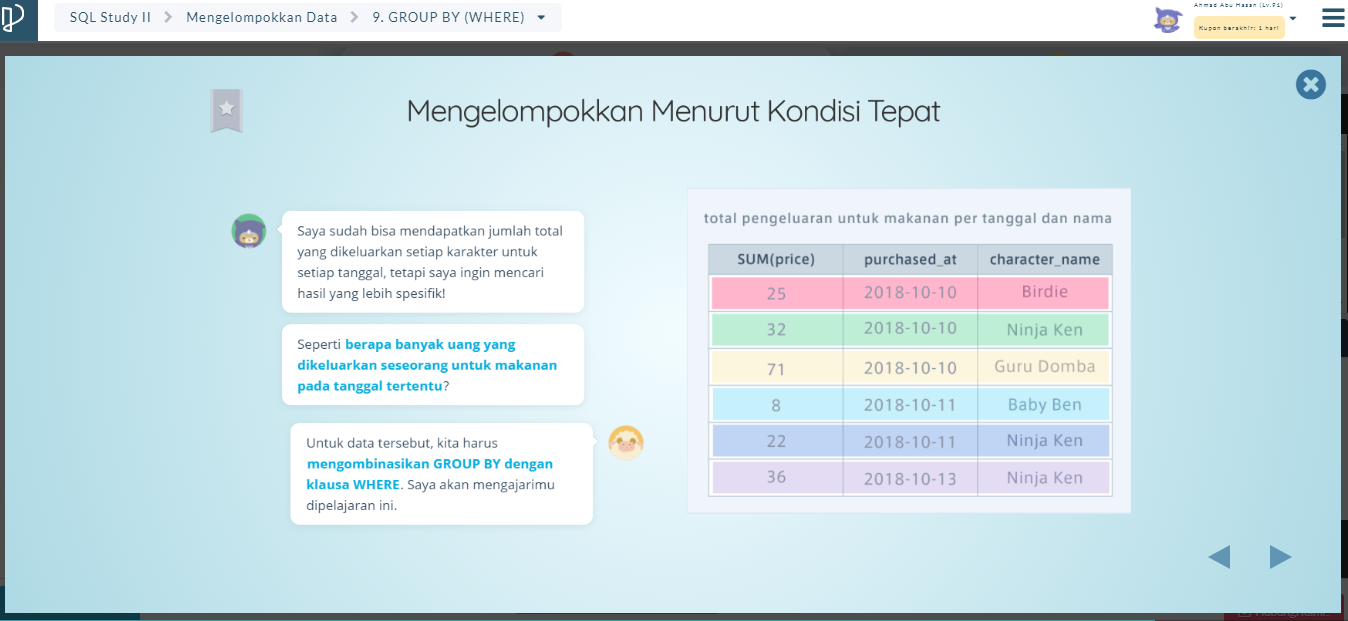 SQL Study II
Mengelompokkan Data
9. GROUP BY (WHERE)
Ahmad Abu Hasan (Lv.91)
Kupon berakhir: 1 hari
Mengelompokkan Menurut Kondisi Tepat
Saya sudah bisa mendapatkan jumlah total
yang dikeluarkan setiap karakter untuk
setiap tanggal, tetapi saya ingin mencari
hasil yang lebih spesifik!
Seperti berapa banyak uang yang
dikeluarkan seseorang untuk makanan
pada tanggal tertentu?
Untuk data tersebut, kita harus
mengombinasikan GROUP BY dengan
klausa WHERE. Saya akan mengajarimu
dipelajaran ini.
total pengeluaran untuk makanan per tanggal dan nama
SUM(price) purchased_at character_name
25 2018-10-10 Birdie
32 2018-10-10 Ninja Ken
71 2018-10-10 Guru Domba
8 2018-10-11 Baby Ben
22 2018-10-11 Ninja Ken
36 2018-10-13 Ninja Ken